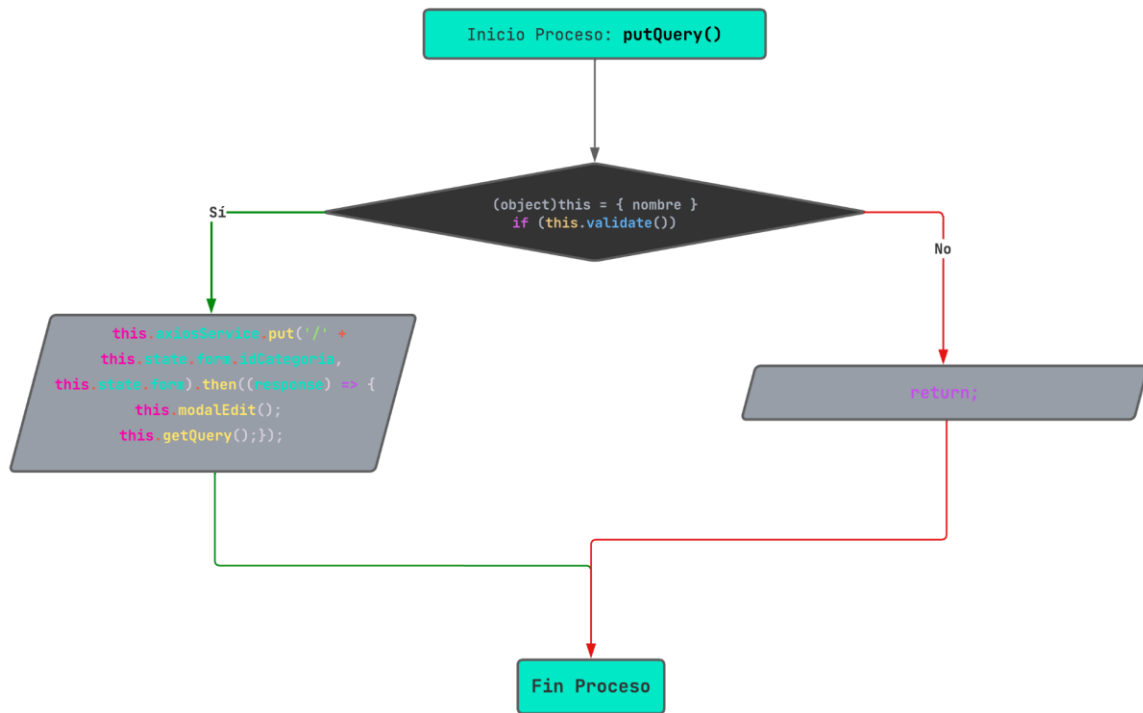 Inicio Proceso: putQuery()
(object)this = { nombre }
if (this.validate())
Sí
No
this.axiosService.put('/' +
this.state.form.idCategoria,
this.state.form).then((response) => {
this.modalEdit();
this.getQuery();});
return;
Fin Proceso